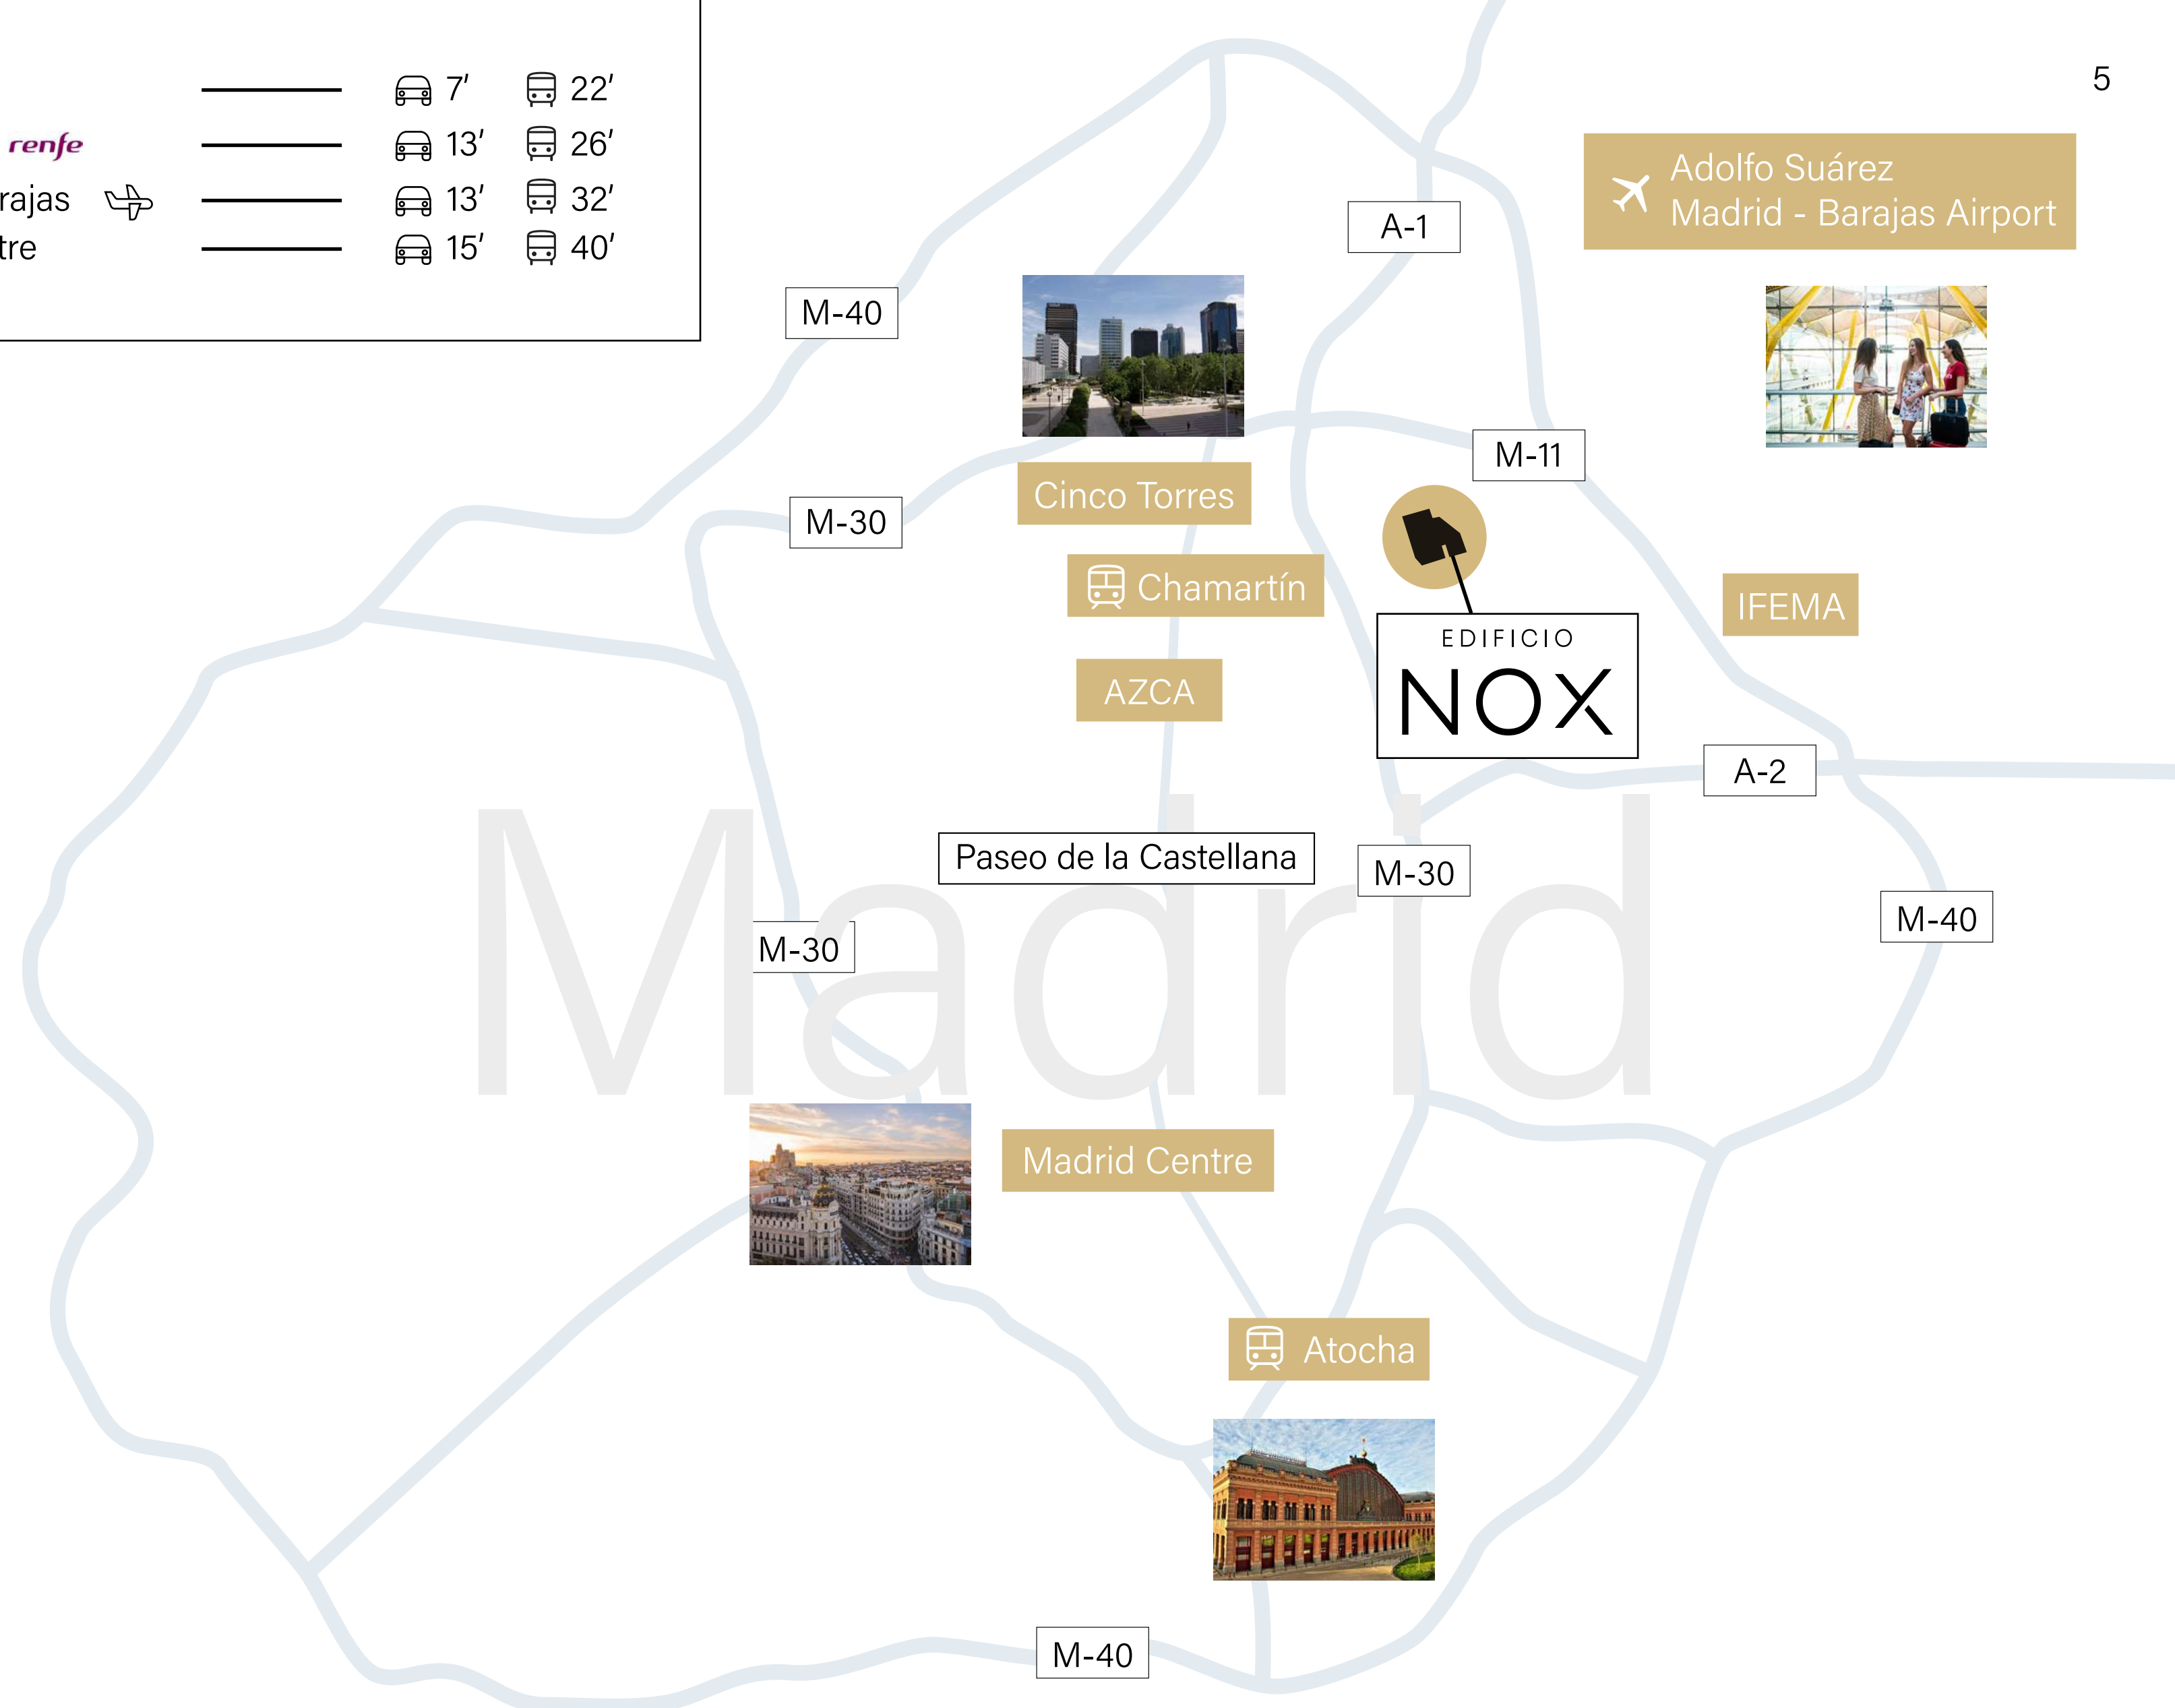 7′ 22′
renfe 13′ 26′
rajas 13′ 32′
tre 15′ 40′
5
Adolfo Suárez
Madrid - Barajas Airport
A-1
M-40
M-11
Cinco Torres
M-30
Chamartín
IFEMA
EDIFICIO
NOX
AZCA
A-2
Paseo de la Castellana
M-30
M-40
M-30
Madrid
Madrid Centre
Atocha
M-40